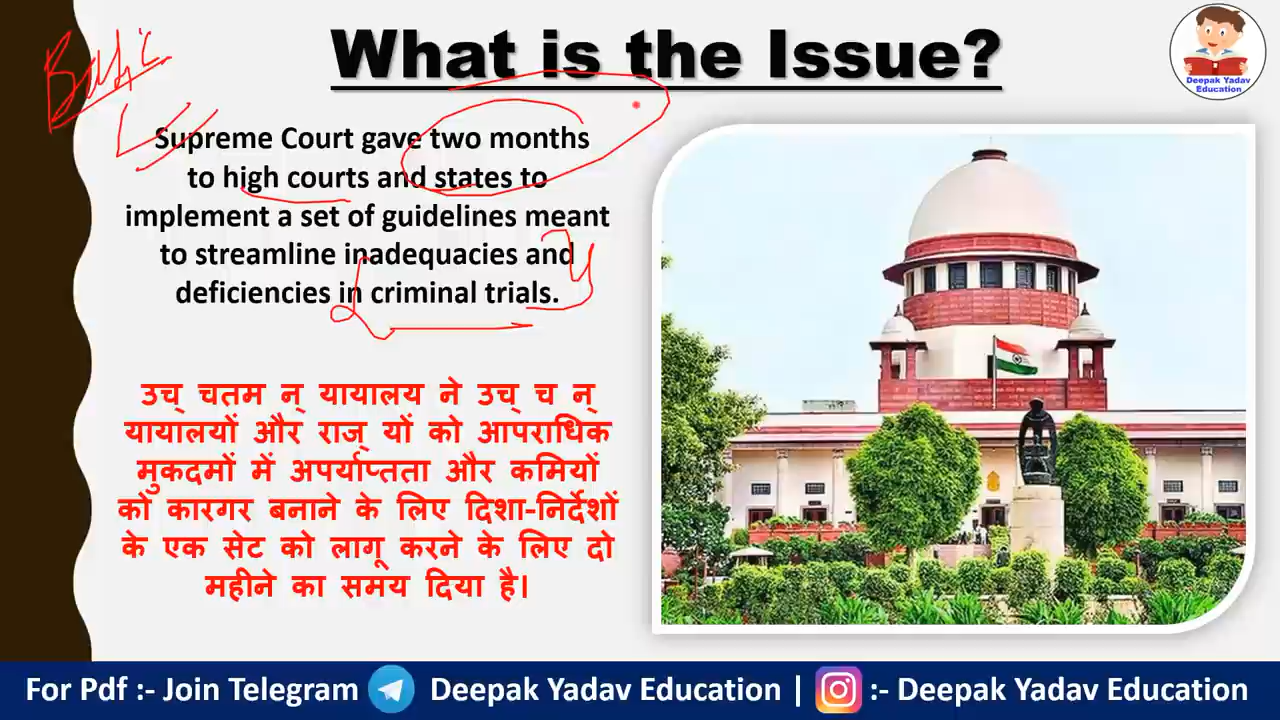 What is the Issue?
Deepak Yadav
Education
Basic
Supreme Court gave two months
to high courts and states to
implement a set of guidelines meant
to streamline inadequacies and
deficiencies in criminal trials.
उच् चतम न् यायालय ने उच् च न्
यायालयों और राज् यों को आपराधिक
मुकदमों में अपर्याप्तता और कमियों
को कारगर बनाने के लिए दिशा-निर्देशों
के एक सेट को लागू करने के लिए दो
महीने का समय दिया है।
For Pdf :- Join Telegram Deepak Yadav Education | :- Deepak Yadav Education